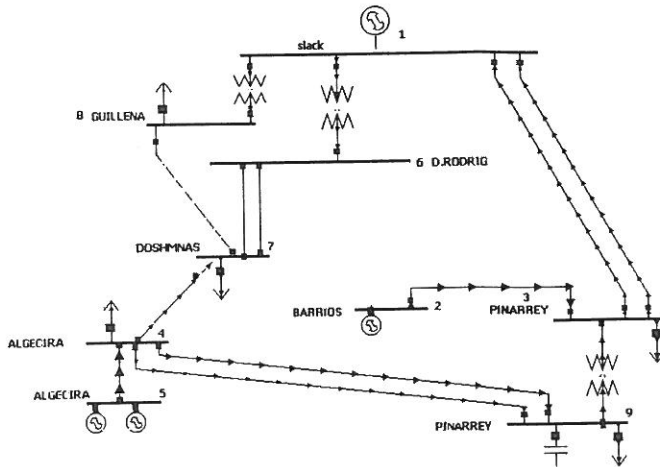 slack 1
8 GUILLENA
6 D.RODRIG
DOSHMNAS 7
BARRIOS 2
3
PINARREY
ALGECIRA 4
ALGECIRA 5
PINARREY 9